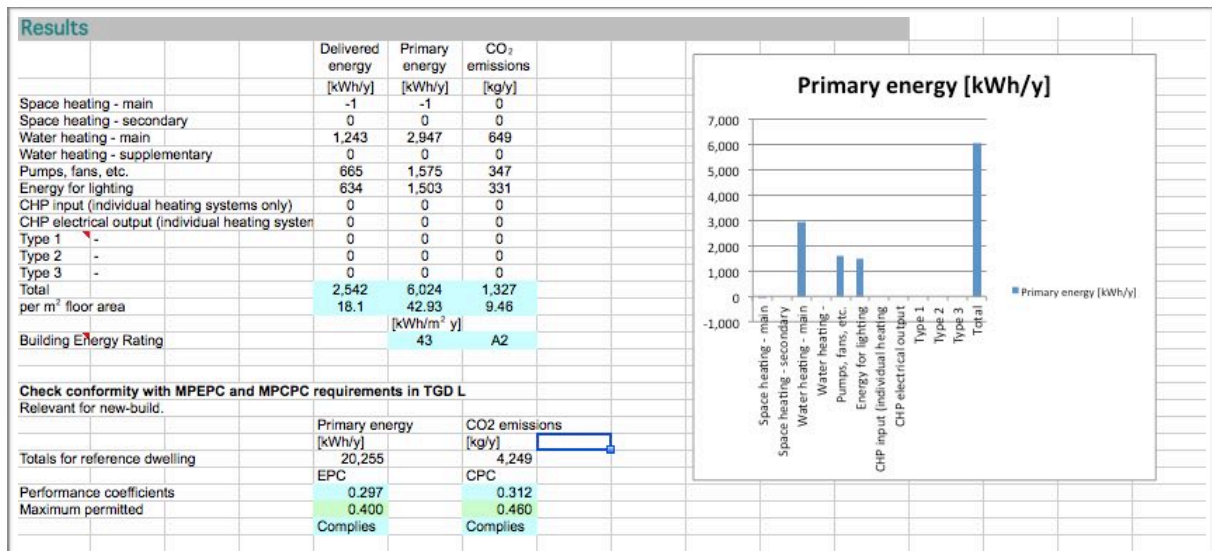 Results
Delivered energy Primary energy CO₂ emissions
[kWh/y] [kWh/y] [kg/y]
Space heating - main -1 -1 0
Space heating - secondary 0 0 0
Water heating - main 1,243 2,947 649
Water heating - supplementary 0 0 0
Pumps, fans, etc. 665 1,575 347
Energy for lighting 634 1,503 331
CHP input (individual heating systems only) 0 0 0
CHP electrical output (individual heating system 0 0 0
Type 1 - 0 0 0
Type 2 - 0 0 0
Type 3 - 0 0 0
Total 2,542 6,024 1,327
per m² floor area 18.1 42.93 9.46
[kWh/m² y]
Building Energy Rating 43 A2
Check conformity with MPEPC and MPCPC requirements in TGD L
Relevant for new-build.
Primary energy CO2 emissions
[kWh/y] [kg/y]
Totals for reference dwelling 20,255 4,249
EPC CPC
Performance coefficients 0.297 0.312
Maximum permitted 0.400 0.460
Complies Complies
Primary energy [kWh/y]
7,000
6,000
5,000
4,000
3,000
2,000
1,000
0
-1,000
Space heating - main
Space heating - secondary
Water heating - main
Water heating -
Pumps, fans, etc.
Energy for lighting
CHP input (individual heating
CHP electrical output
Type 1
Type 2
Type 3
Total
Primary energy [kWh/y]